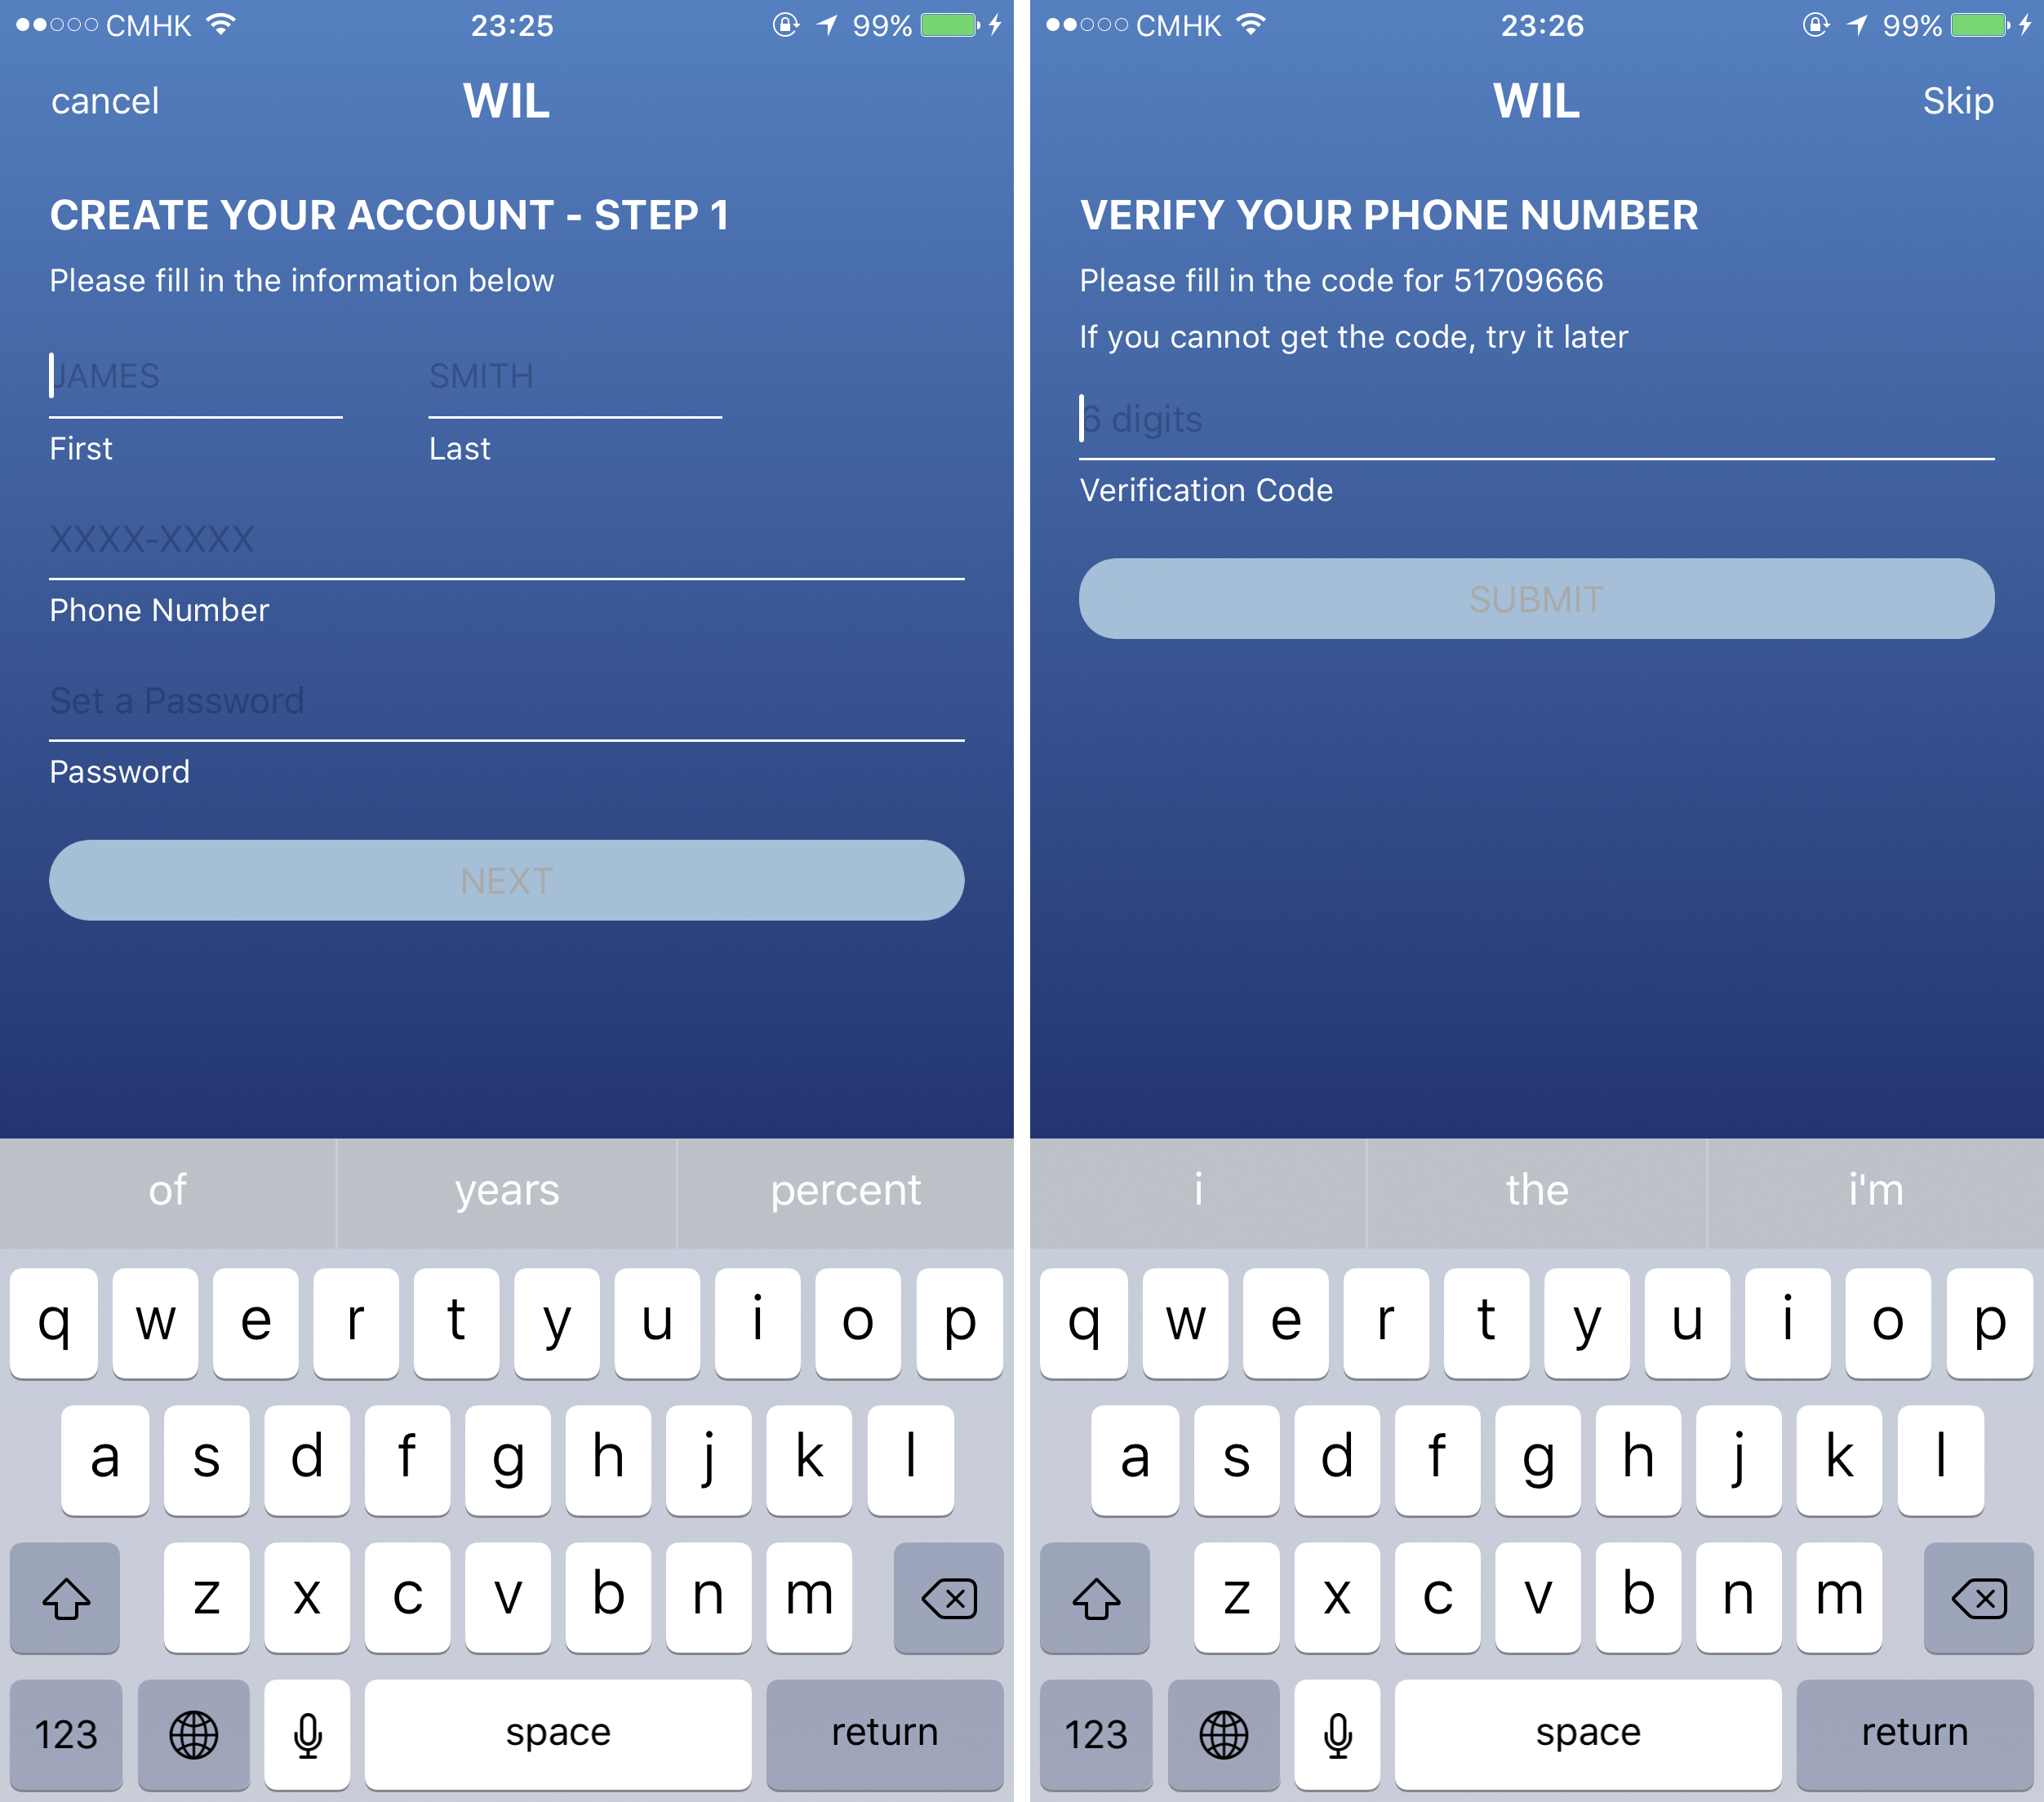 CMHK 23:25 99%
cancel WIL
CREATE YOUR ACCOUNT - STEP 1
Please fill in the information below
JAMES SMITH
First Last
XXXX-XXXX
Phone Number
Set a Password
Password
NEXT
of years percent
q w e r t y u i o p
a s d f g h j k l
z x c v b n m
123 space return
CMHK 23:26 99%
WIL Skip
VERIFY YOUR PHONE NUMBER
Please fill in the code for 51709666
If you cannot get the code, try it later
6 digits
Verification Code
SUBMIT
i the i'm
q w e r t y u i o p
a s d f g h j k l
z x c v b n m
123 space return